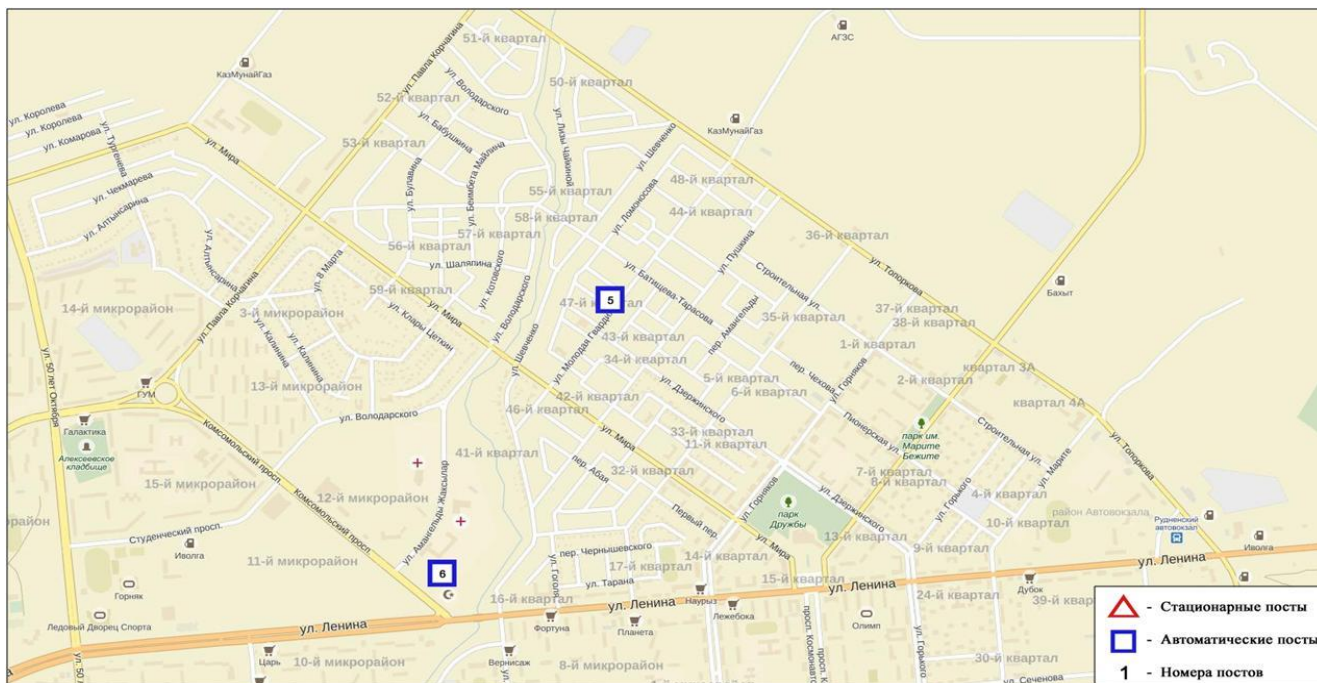 51-й квартал
АГЗС
КазМунайГаз
ул. Павла Корчагина
ул. Володарского
50-й квартал
52-й квартал
ул. Королева
ул. Королева
ул. Комарова
ул. Тургенева
ул. Бабушкина
ул. Лизы Чайкиной
КазМунайГаз
ул. Шевченко
53-й квартал
ул. Мира
ул. Беимбета Майлина
ул. Булавина
ул. Чекмарева
55-й квартал
48-й квартал
ул. Ломоносова
ул. Алтынсарина
58-й квартал
44-й квартал
57-й квартал
36-й квартал
ул. Пушкина
56-й квартал
ул. Топоркова
ул. Алтынсарина
ул. 8 Марта
ул. Шаляпина
ул. Батищева-Тарасова
Строительная ул.
Бахыт
ул. Котовского
59-й квартал
47-й квартал
5
14-й микрорайон
ул. Павла Корчагина
3-й микрорайон
ул. Мира
ул. Клары Цеткин
ул. Володарского
37-й квартал
38-й квартал
35-й квартал
пер. Амангельды
43-й квартал
1-й квартал
ул. Калинина
ул. Калинина
ул. Шевченко
ул. Молодая Гвардия
34-й квартал
квартал 3А
пер. Чехова
ул. Горняков
2-й квартал
5-й квартал
6-й квартал
13-й микрорайон
ул. Дзержинского
ГУМ
42-й квартал
квартал 4А
ул. 50 лет Октября
ул. Володарского
46-й квартал
Пионерская ул.
Строительная ул.
Галактика
Комсомольский просп.
ул. Мира
33-й квартал
11-й квартал
парк им.
Марите
Бежите
ул. Топоркова
Алексеевское
кладбище
41-й квартал
32-й квартал
пер. Абая
7-й квартал
8-й квартал
ул. Марите
15-й микрорайон
12-й микрорайон
ул. Горняков
ул. Дзержинского
ул. Горького
4-й квартал
парк
Дружбы
Первый пер.
район Автовокзала
Комсомольский просп.
ул. Амангельды Жаксылар
10-й квартал
Рудненский
автовокзал
Студенческий просп.
Иволга
ул. Мира
13-й квартал
9-й квартал
Иволга
11-й микрорайон
пер. Чернышевского
14-й квартал
17-й квартал
ул. Ленина
6
ул. Гоголя
ул. Тарана
15-й квартал
Горняк
Наурыз
Дубок
16-й квартал
ул. Ленина
24-й квартал
Лежебока
Ледовый Дворец Спорта
ул. Ленина
Фортуна
Планета
Олимп
просп. Космонавтов
ул. Горького
Царь
10-й микрорайон
Вернисаж
8-й микрорайон
30-й квартал
ул. Сеченова
- Стационарные посты
- Автоматические посты
1 - Номера постов